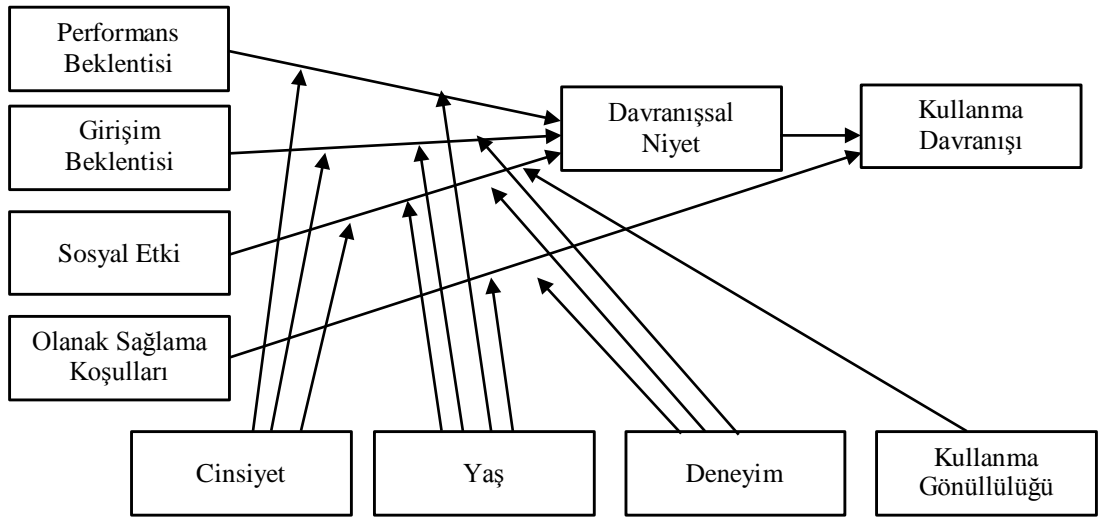 Performans
Beklentisi
Girişim
Beklentisi
Sosyal Etki
Olanak Sağlama
Koşulları
Davranışsal
Niyet
Kullanma
Davranışı
Cinsiyet
Yaş
Deneyim
Kullanma
Gönüllülüğü